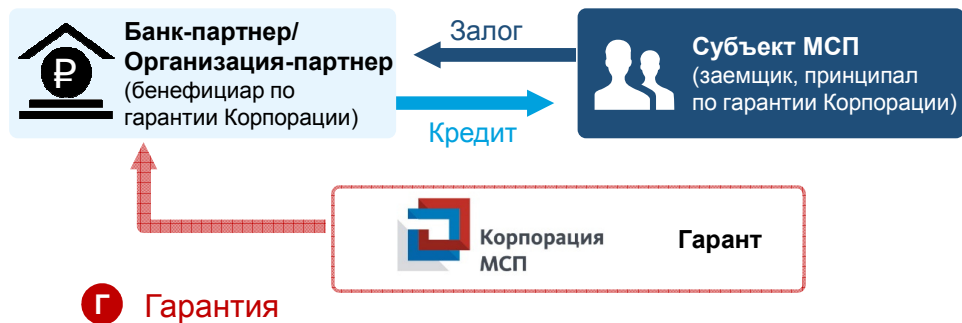 Банк-партнер/
Организация-партнер
(бенефициар по
гарантии Корпорации)
Залог
Кредит
Субъект МСП
(заемщик, принципал
по гарантии Корпорации)
Корпорация
МСП
Гарант
Г Гарантия